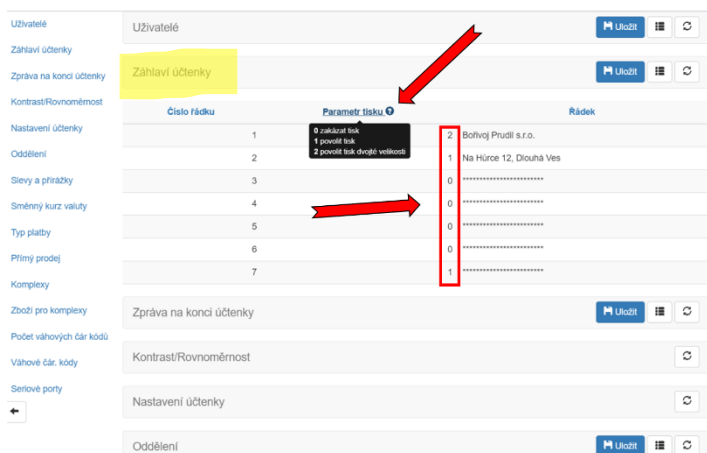 Uživatelé
Záhlaví účtenky
Zpráva na konci účtenky
Kontrast/Rovnoměrnost
Nastavení účtenky
Oddělení
Slevy a přirážky
Směnný kurz valuty
Typ platby
Přímý prodej
Komplexy
Zboží pro komplexy
Počet váhových čár kódů
Váhové čár. kódy
Seriové porty
Uživatelé Uložit
Záhlaví účtenky Uložit
Číslo řádku Parametr tisku Řádek
0 zakázat tisk
1 povolit tisk
2 povolit tisk dvojté velikosti
1 2 Bořivoj Prudil s.r.o.
2 1 Na Hůrce 12, Dlouhá Ves
3 0 ************************
4 0 ************************
5 0 ************************
6 0 ************************
7 1 ************************
Zpráva na konci účtenky Uložit
Kontrast/Rovnoměrnost
Nastavení účtenky
Oddělení Uložit